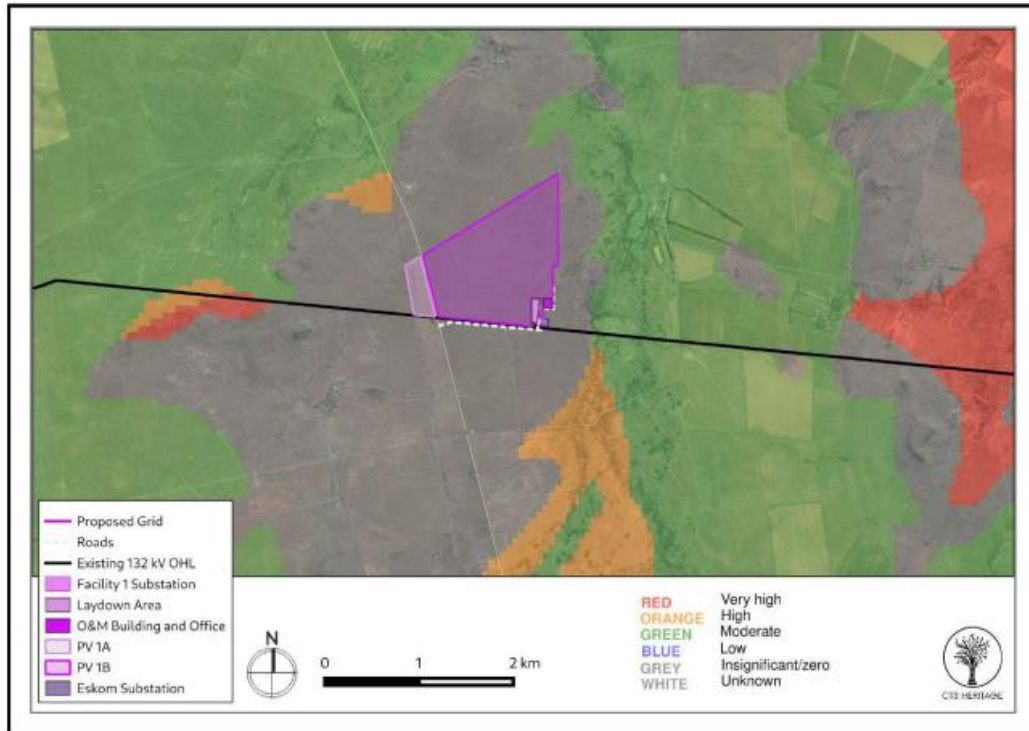 Proposed Grid
Roads
Existing 132 kV OHL
Facility 1 Substation
Laydown Area
O&M Building and Office
PV 1A
PV 1B
Eskom Substation
N
0 1 2 km
RED Very high
ORANGE High
GREEN Moderate
BLUE Low
GREY Insignificant/zero
WHITE Unknown
CTS HERITAGE